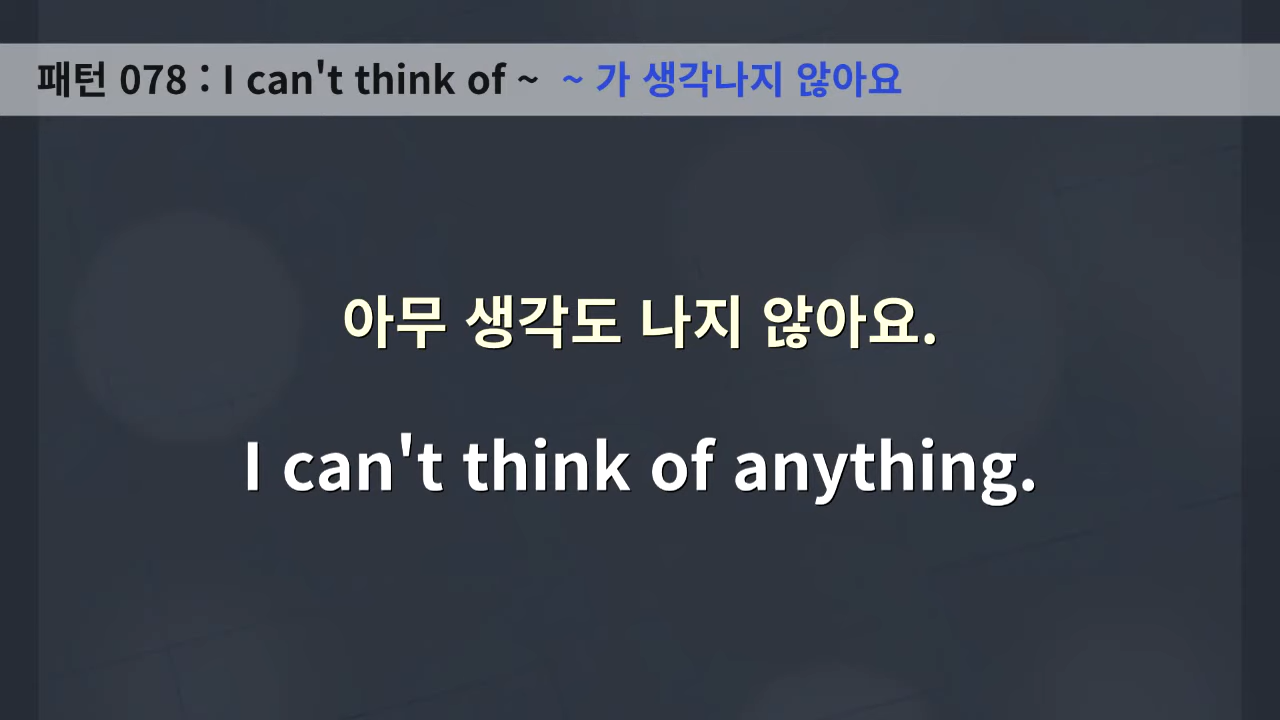 패턴 078 : I can't think of ~ ~ 가 생각나지 않아요
아무 생각도 나지 않아요.
I can't think of anything.